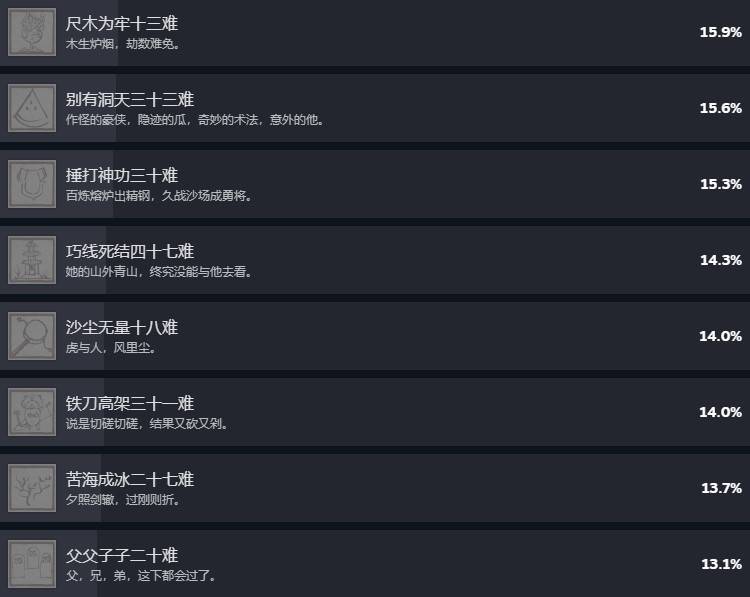 尺木为牢十三难
木生炉烟，劫数难免。
15.9%
别有洞天三十三难
作怪的豪侠，隐迹的瓜，奇妙的术法，意外的他。
15.6%
捶打神功三十难
百炼熔炉出精钢，久战沙场成勇将。
15.3%
巧线死结四十七难
她的山外青山，终究没能与他去看。
14.3%
沙尘无量十八难
虎与人，风里尘。
14.0%
铁刀高架三十一难
说是切磋切磋，结果又砍又剁。
14.0%
苦海成冰二十七难
夕照剑辙，过刚则折。
13.7%
父父子子二十难
父，兄，弟，这下都会过了。
13.1%